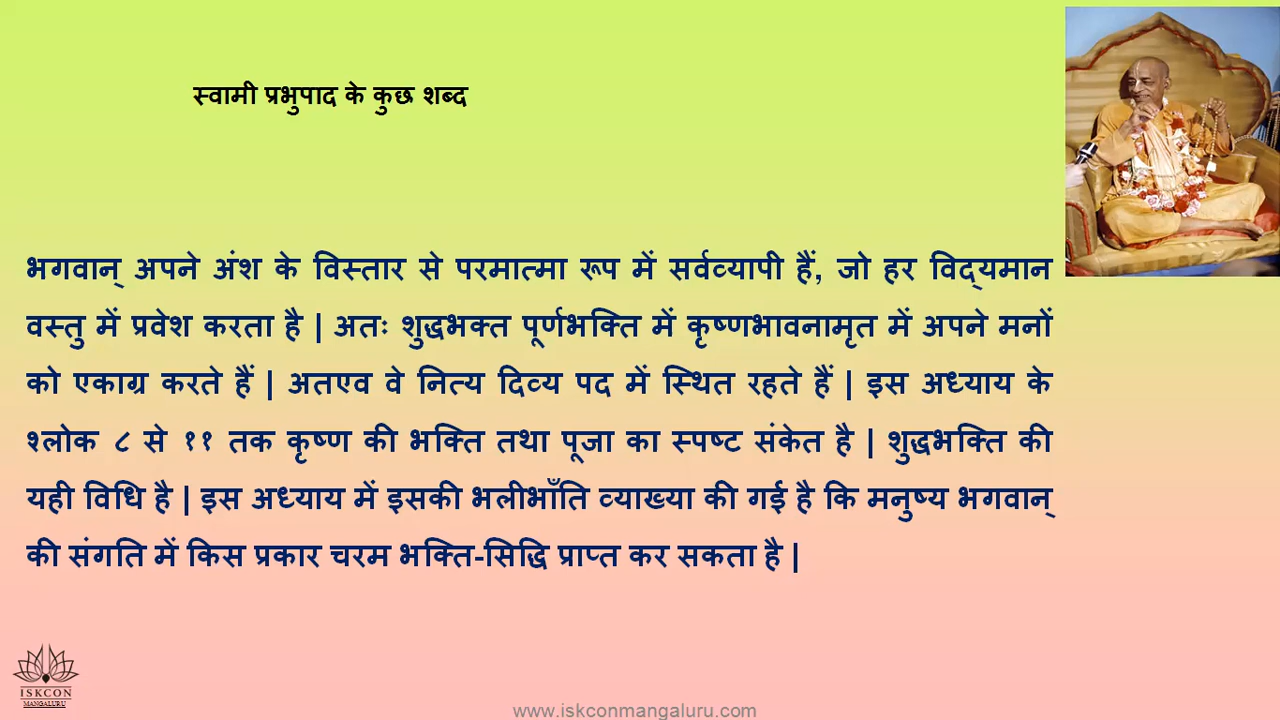 स्वामी प्रभुपाद के कुछ शब्द
भगवान् अपने अंश के विस्तार से परमात्मा रूप में सर्वव्यापी हैं, जो हर विद्यमान
वस्तु में प्रवेश करता है | अतः शुद्धभक्त पूर्णभक्ति में कृष्णभावनामृत में अपने मनों
को एकाग्र करते हैं | अतएव वे नित्य दिव्य पद में स्थित रहते हैं | इस अध्याय के
श्लोक ८ से ११ तक कृष्ण की भक्ति तथा पूजा का स्पष्ट संकेत है | शुद्धभक्ति की
यही विधि है | इस अध्याय में इसकी भलीभाँति व्याख्या की गई है कि मनुष्य भगवान्
की संगति में किस प्रकार चरम भक्ति-सिद्धि प्राप्त कर सकता है |
ISKCON
MANGALURU
www.iskconmangaluru.com